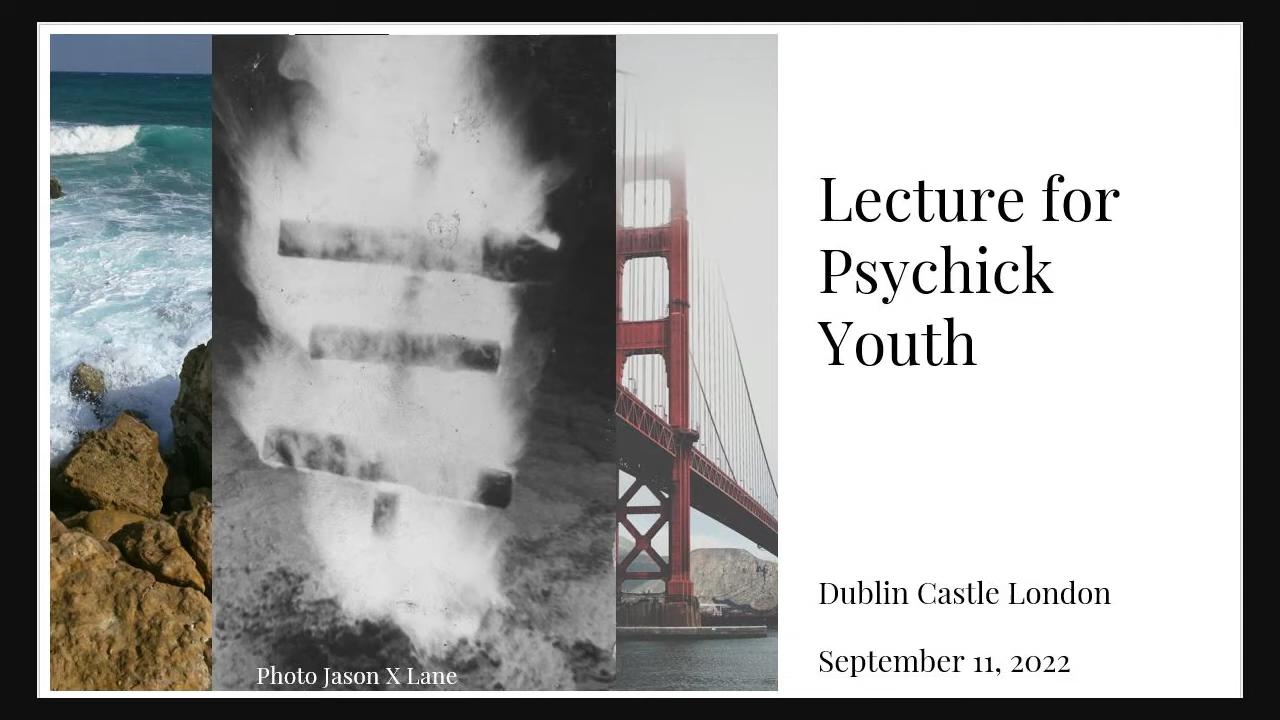 Lecture for
Psychick
Youth
Dublin Castle London
September 11, 2022
Photo Jason X Lane